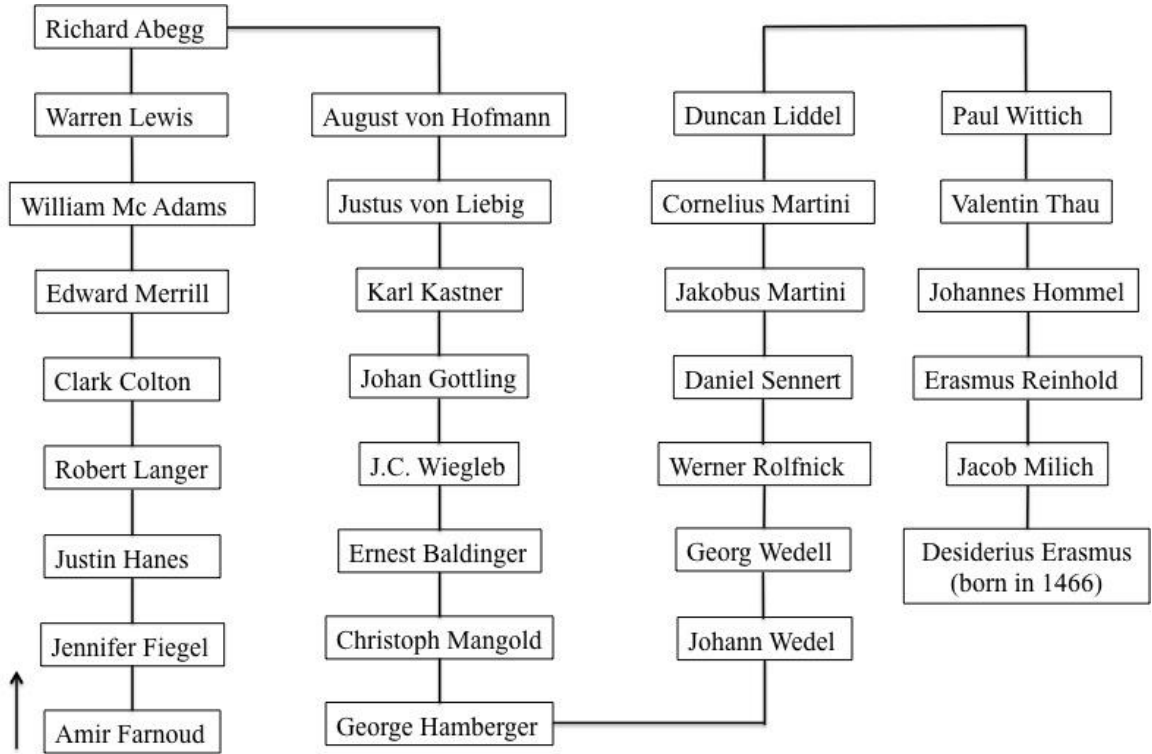 Richard Abegg
Warren Lewis
William Mc Adams
Edward Merrill
Clark Colton
Robert Langer
Justin Hanes
Jennifer Fiegel
Amir Farnoud
August von Hofmann
Justus von Liebig
Karl Kastner
Johan Gottling
J.C. Wiegleb
Ernest Baldinger
Christoph Mangold
George Hamberger
Duncan Liddel
Cornelius Martini
Jakobus Martini
Daniel Sennert
Werner Rolfnick
Georg Wedell
Johann Wedel
Paul Wittich
Valentin Thau
Johannes Hommel
Erasmus Reinhold
Jacob Milich
Desiderius Erasmus
(born in 1466)